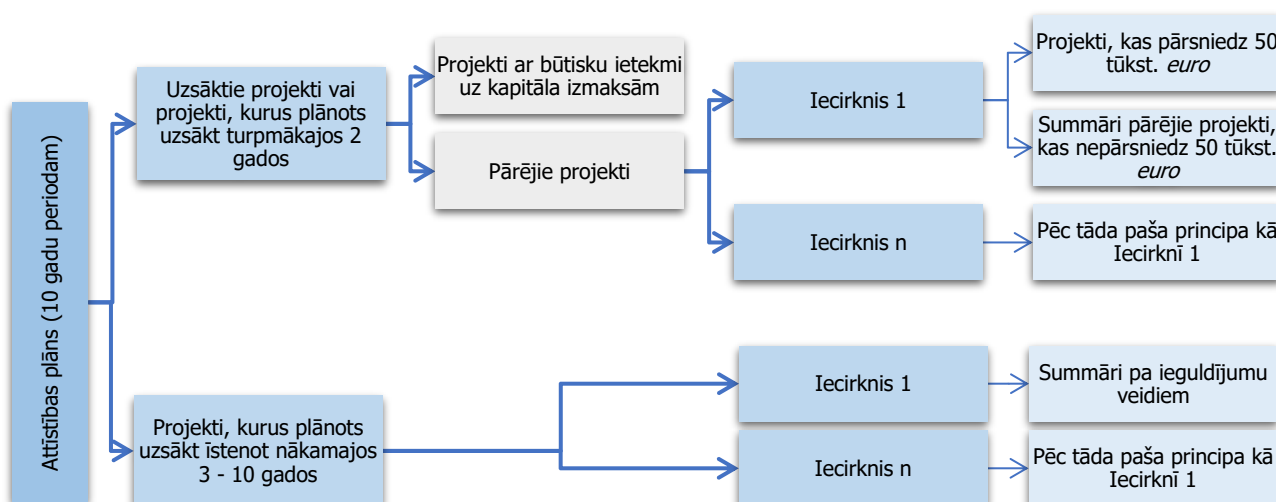 Attīstības plāns (10 gadu periodam)
Uzsāktie projekti vai
projekti, kurus plānots
uzsākt turpmākajos 2
gados
Projekti ar būtisku ietekmi
uz kapitāla izmaksām
Pārējie projekti
Iecirknis 1
Projekti, kas pārsniedz 50
tūkst. euro
Summāri pārējie projekti,
kas nepārsniedz 50 tūkst.
euro
Iecirknis n
Pēc tāda paša principa kā
Iecirknī 1
Projekti, kurus plānots
uzsākt īstenot nākamajos
3 - 10 gados
Iecirknis 1
Summāri pa ieguldījumu
veidiem
Iecirknis n
Pēc tāda paša principa kā
Iecirknī 1